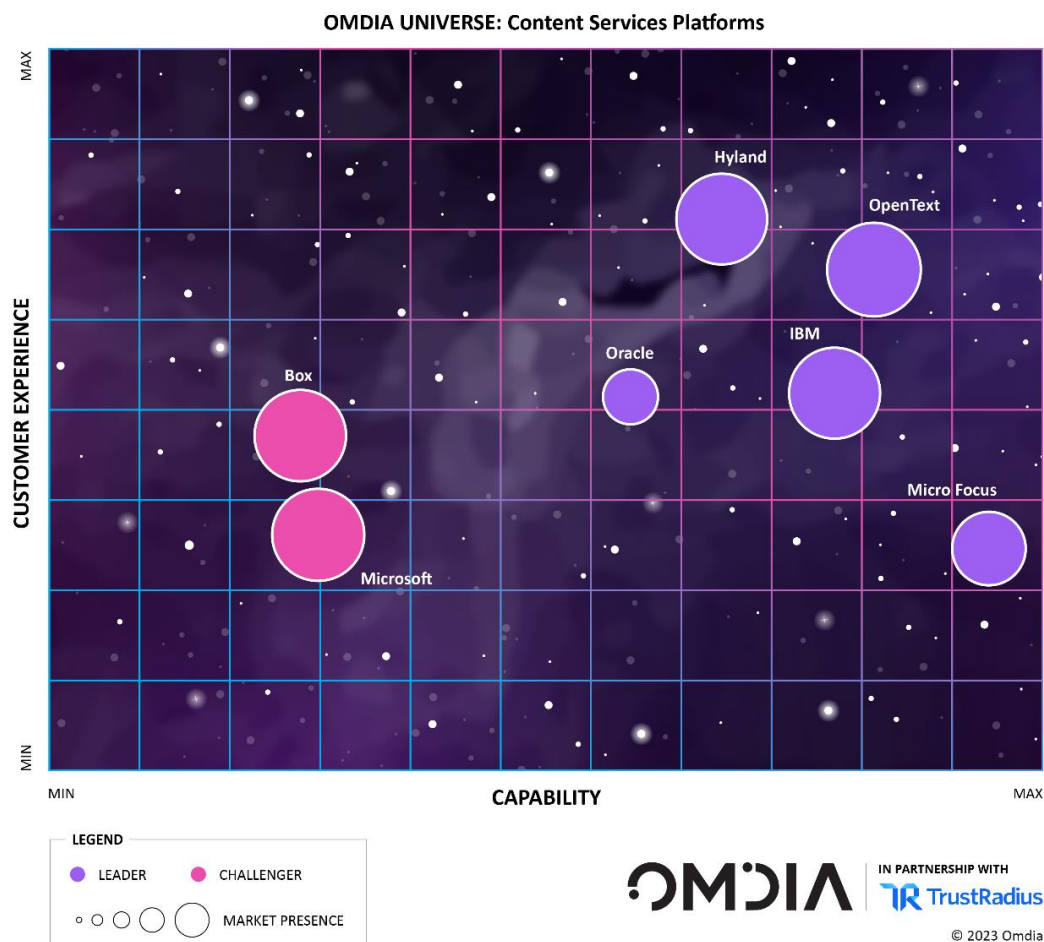 OMDIA UNIVERSE: Content Services Platforms
MAX
CUSTOMER EXPERIENCE
MIN
Hyland
OpenText
IBM
Oracle
Box
Micro Focus
Microsoft
MIN
CAPABILITY
MAX
LEGEND
LEADER
CHALLENGER
MARKET PRESENCE
OMDIA
IN PARTNERSHIP WITH
TR TrustRadius
© 2023 Omdia